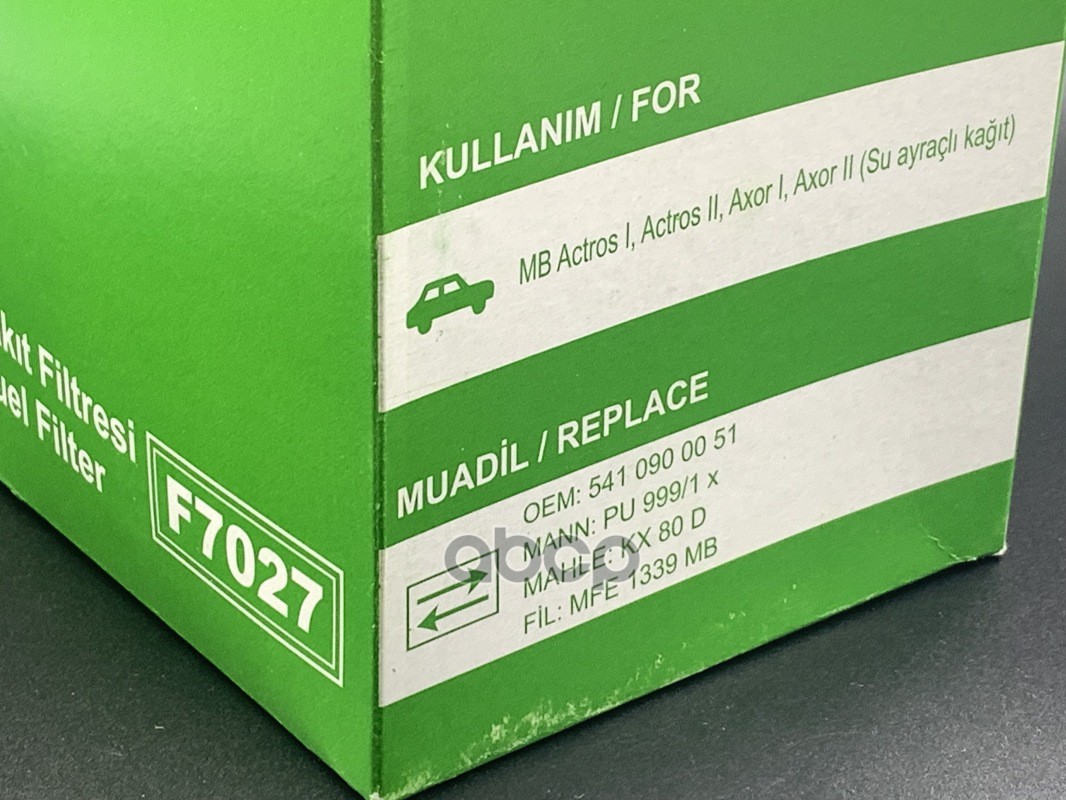 kıt Filtresi
uel Filter
F7027
KULLANIM / FOR
MB Actros I, Actros II, Axor I, Axor II (Su ayraçlı kağıt)
MUADİL / REPLACE
OEM: 541 090 00 51
MANN: PU 999/1 x
MAHLE: KX 80 D
FİL: MFE 1339 MB
abcp